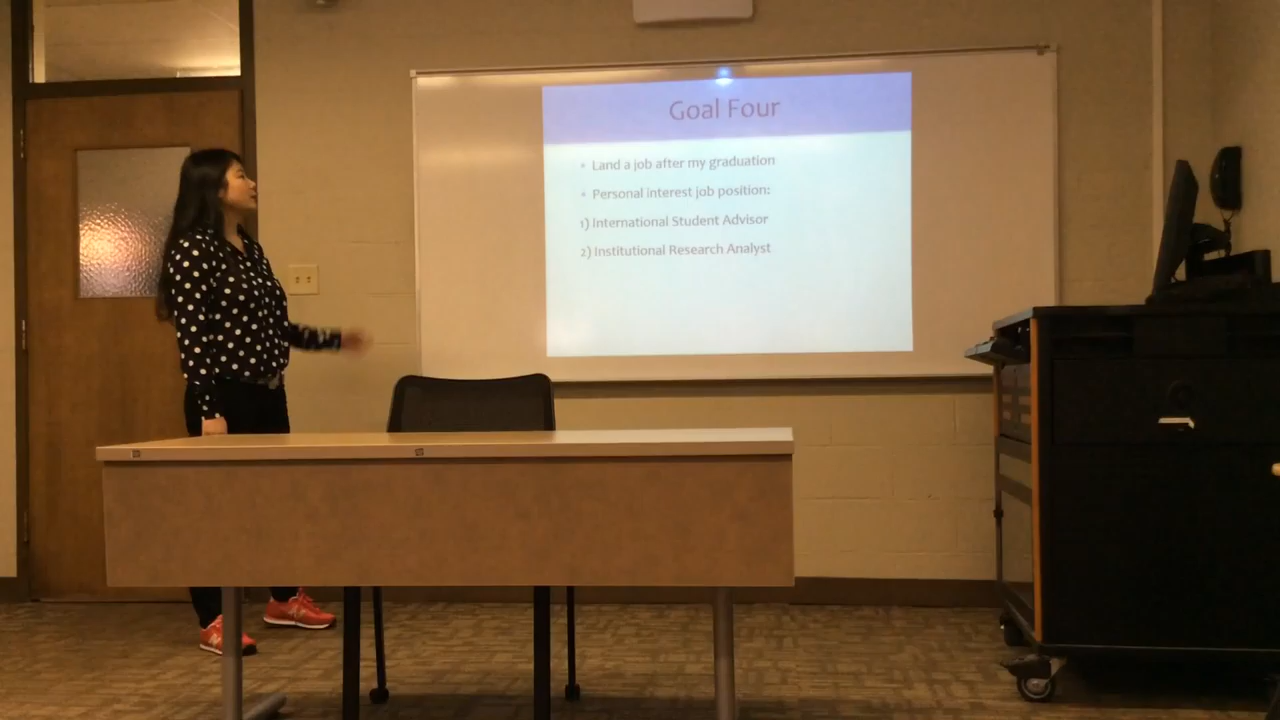 Goal Four
• Land a job after my graduation
• Personal interest job position:
1) International Student Advisor
2) Institutional Research Analyst